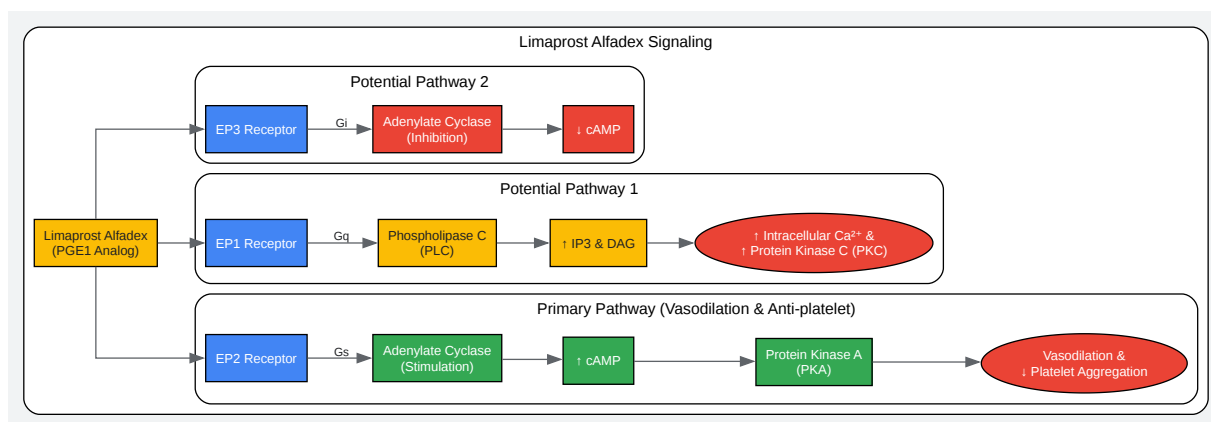 Limaprost Alfadex Signaling
Potential Pathway 2
EP3 Receptor
Gi
Adenylate Cyclase
(Inhibition)
↓ cAMP
Potential Pathway 1
Limaprost Alfadex
(PGE1 Analog)
EP1 Receptor
Gq
Phospholipase C
(PLC)
↑ IP3 & DAG
↑ Intracellular Ca²⁺ &
↑ Protein Kinase C (PKC)
Primary Pathway (Vasodilation & Anti-platelet)
EP2 Receptor
Gs
Adenylate Cyclase
(Stimulation)
↑ cAMP
Protein Kinase A
(PKA)
Vasodilation &
↓ Platelet Aggregation